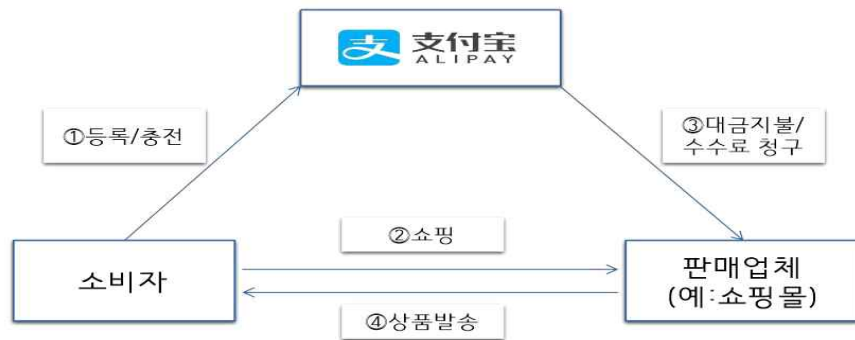 支 支付宝
ALIPAY
①등록/충전
③대금지불/
수수료 청구
②쇼핑
소비자
판매업체
(예:쇼핑몰)
④상품발송